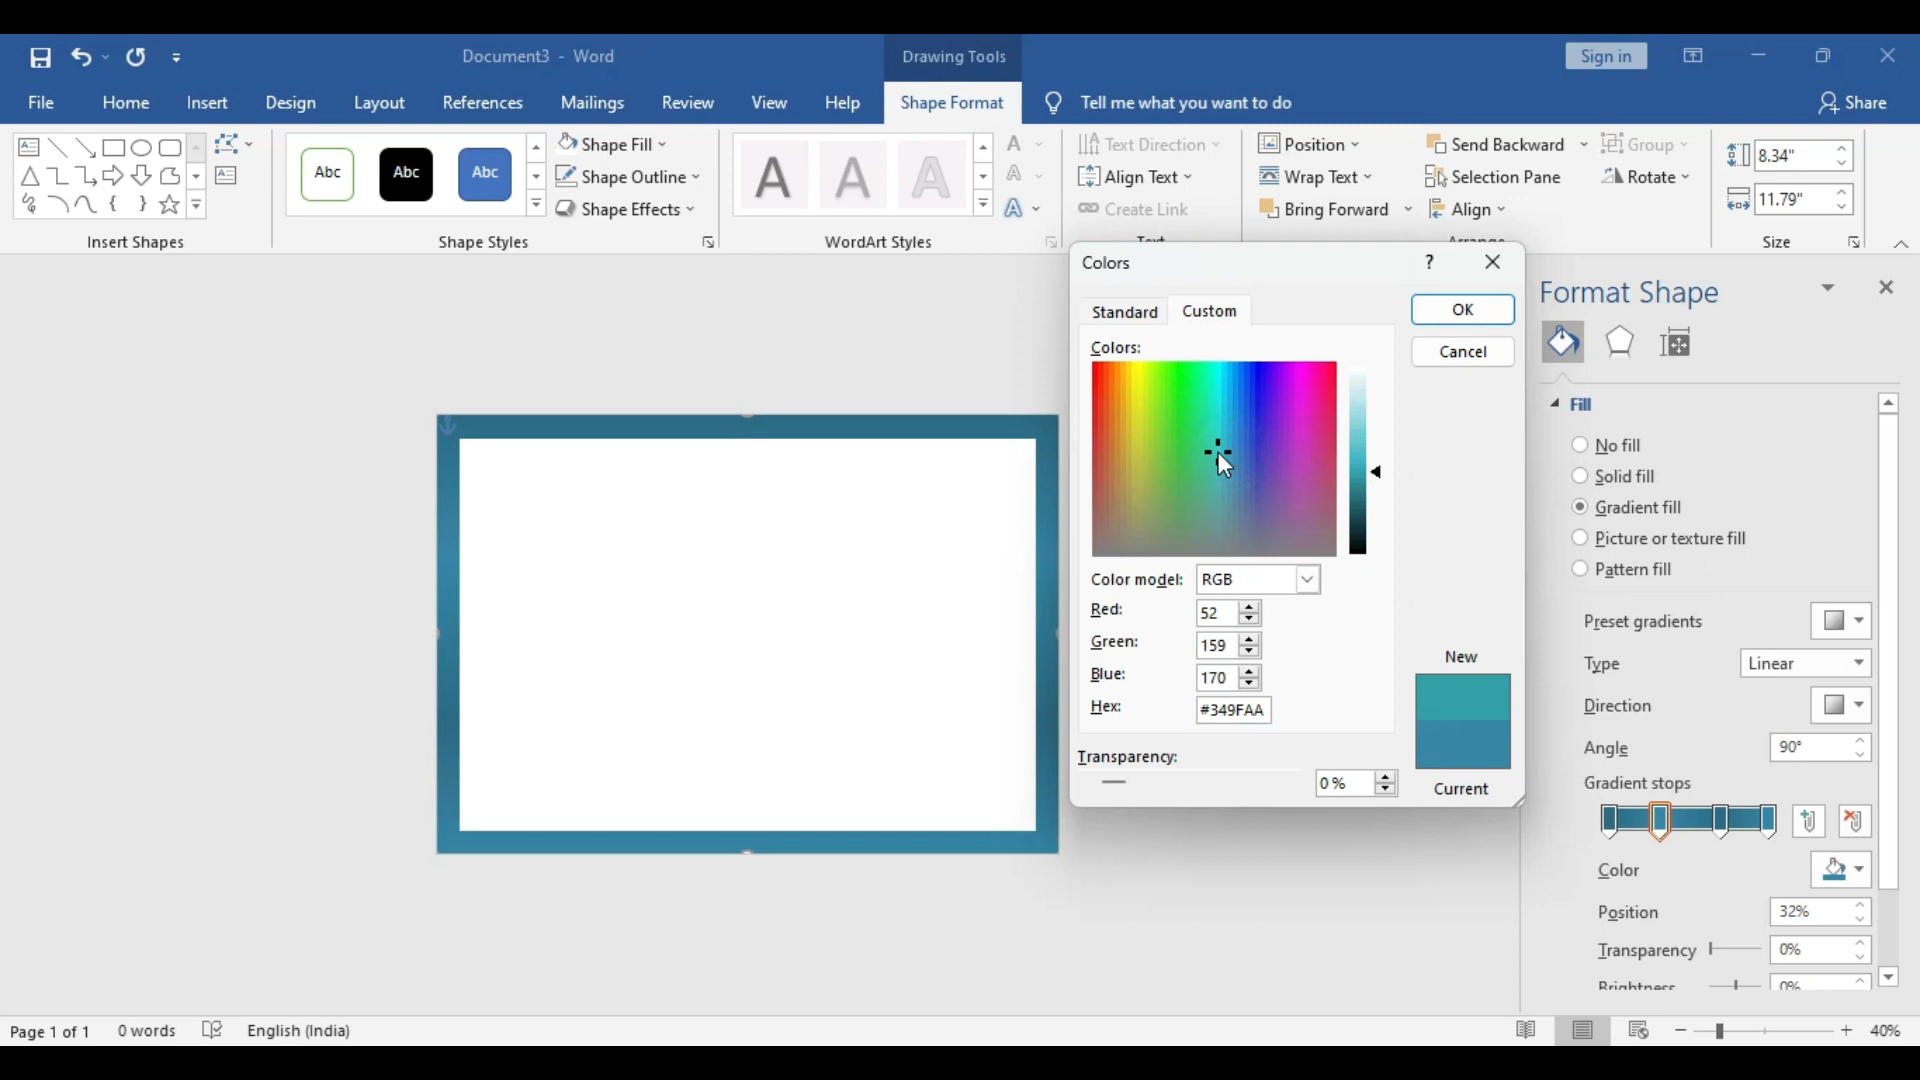 Document3 - Word
Drawing Tools
Sign in
File Home Insert Design Layout References Mailings Review View Help Shape Format Tell me what you want to do Share
Abc Abc Abc
Shape Fill
Shape Outline
Shape Effects
A A A
A
A
A
Text Direction
Align Text
Create Link
Position
Wrap Text
Bring Forward
Send Backward
Selection Pane
Align
Group
Rotate
8.34"
11.79"
Insert Shapes
Shape Styles
WordArt Styles
Text
Arrange
Size
Colors
?
Standard
Custom
OK
Cancel
Colors:
Color model: RGB
Red: 52
Green: 159
Blue: 170
Hex: #349FAA
Transparency:
0 %
New
Current
Format Shape
Fill
No fill
Solid fill
Gradient fill
Picture or texture fill
Pattern fill
Preset gradients
Type Linear
Direction
Angle 90°
Gradient stops
Color
Position 32%
Transparency 0%
Brightness 0%
Page 1 of 1 0 words English (India)
40%